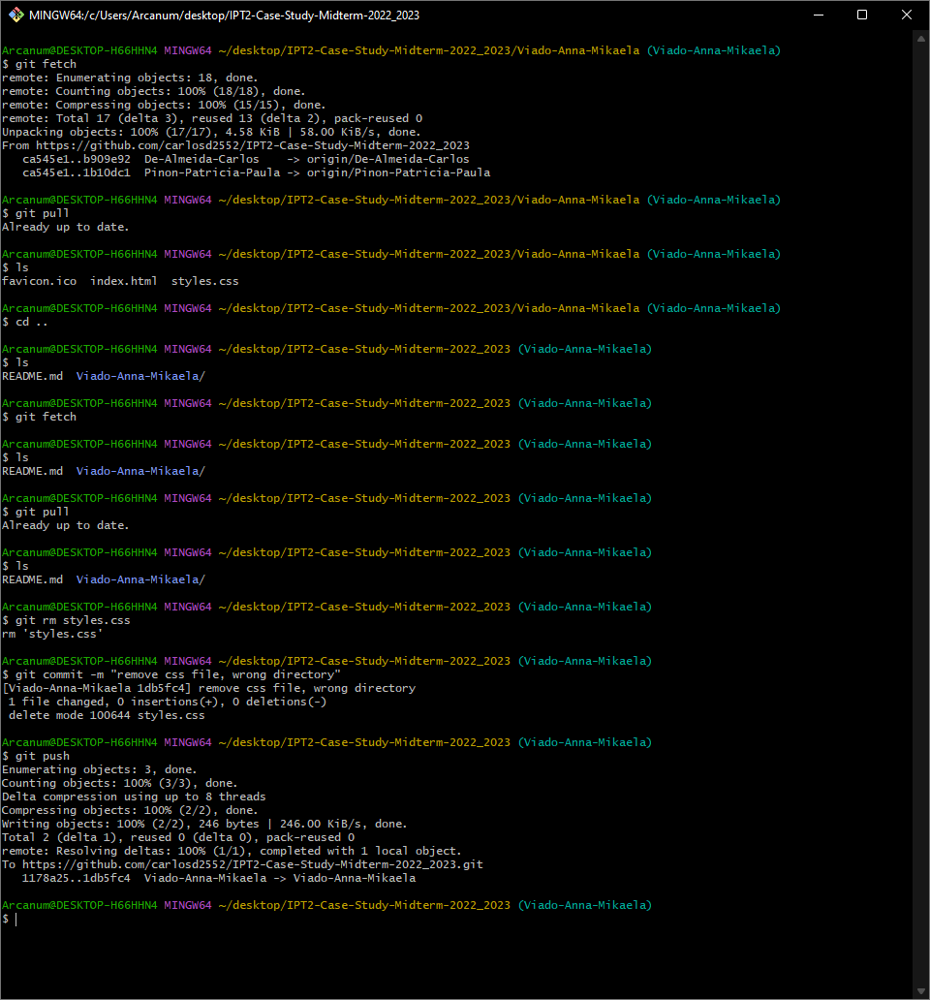 MINGW64:/c/Users/Arcanum/desktop/IPT2-Case-Study-Midterm-2022_2023
Arcanum@DESKTOP-H66HHN4 MINGW64 ~/desktop/IPT2-Case-Study-Midterm-2022_2023/Viado-Anna-Mikaela (Viado-Anna-Mikaela)
$ git fetch
remote: Enumerating objects: 18, done.
remote: Counting objects: 100% (18/18), done.
remote: Compressing objects: 100% (15/15), done.
remote: Total 17 (delta 3), reused 13 (delta 2), pack-reused 0
Unpacking objects: 100% (17/17), 4.58 KiB | 58.00 KiB/s, done.
From https://github.com/carlosd2552/IPT2-Case-Study-Midterm-2022_2023
   ca545e1..b909e92  De-Almeida-Carlos    -> origin/De-Almeida-Carlos
   ca545e1..1b10dc1  Pinon-Patricia-Paula -> origin/Pinon-Patricia-Paula
Arcanum@DESKTOP-H66HHN4 MINGW64 ~/desktop/IPT2-Case-Study-Midterm-2022_2023/Viado-Anna-Mikaela (Viado-Anna-Mikaela)
$ git pull
Already up to date.
Arcanum@DESKTOP-H66HHN4 MINGW64 ~/desktop/IPT2-Case-Study-Midterm-2022_2023/Viado-Anna-Mikaela (Viado-Anna-Mikaela)
$ ls
favicon.ico  index.html  styles.css
Arcanum@DESKTOP-H66HHN4 MINGW64 ~/desktop/IPT2-Case-Study-Midterm-2022_2023/Viado-Anna-Mikaela (Viado-Anna-Mikaela)
$ cd ..
Arcanum@DESKTOP-H66HHN4 MINGW64 ~/desktop/IPT2-Case-Study-Midterm-2022_2023 (Viado-Anna-Mikaela)
$ ls
README.md  Viado-Anna-Mikaela/
Arcanum@DESKTOP-H66HHN4 MINGW64 ~/desktop/IPT2-Case-Study-Midterm-2022_2023 (Viado-Anna-Mikaela)
$ git fetch
Arcanum@DESKTOP-H66HHN4 MINGW64 ~/desktop/IPT2-Case-Study-Midterm-2022_2023 (Viado-Anna-Mikaela)
$ ls
README.md  Viado-Anna-Mikaela/
Arcanum@DESKTOP-H66HHN4 MINGW64 ~/desktop/IPT2-Case-Study-Midterm-2022_2023 (Viado-Anna-Mikaela)
$ git pull
Already up to date.
Arcanum@DESKTOP-H66HHN4 MINGW64 ~/desktop/IPT2-Case-Study-Midterm-2022_2023 (Viado-Anna-Mikaela)
$ ls
README.md  Viado-Anna-Mikaela/
Arcanum@DESKTOP-H66HHN4 MINGW64 ~/desktop/IPT2-Case-Study-Midterm-2022_2023 (Viado-Anna-Mikaela)
$ git rm styles.css
rm 'styles.css'
Arcanum@DESKTOP-H66HHN4 MINGW64 ~/desktop/IPT2-Case-Study-Midterm-2022_2023 (Viado-Anna-Mikaela)
$ git commit -m "remove css file, wrong directory"
[Viado-Anna-Mikaela 1db5fc4] remove css file, wrong directory
 1 file changed, 0 insertions(+), 0 deletions(-)
 delete mode 100644 styles.css
Arcanum@DESKTOP-H66HHN4 MINGW64 ~/desktop/IPT2-Case-Study-Midterm-2022_2023 (Viado-Anna-Mikaela)
$ git push
Enumerating objects: 3, done.
Counting objects: 100% (3/3), done.
Delta compression using up to 8 threads
Compressing objects: 100% (2/2), done.
Writing objects: 100% (2/2), 246 bytes | 246.00 KiB/s, done.
Total 2 (delta 1), reused 0 (delta 0), pack-reused 0
remote: Resolving deltas: 100% (1/1), completed with 1 local object.
To https://github.com/carlosd2552/IPT2-Case-Study-Midterm-2022_2023.git
   1178a25..1db5fc4  Viado-Anna-Mikaela -> Viado-Anna-Mikaela
Arcanum@DESKTOP-H66HHN4 MINGW64 ~/desktop/IPT2-Case-Study-Midterm-2022_2023 (Viado-Anna-Mikaela)
$